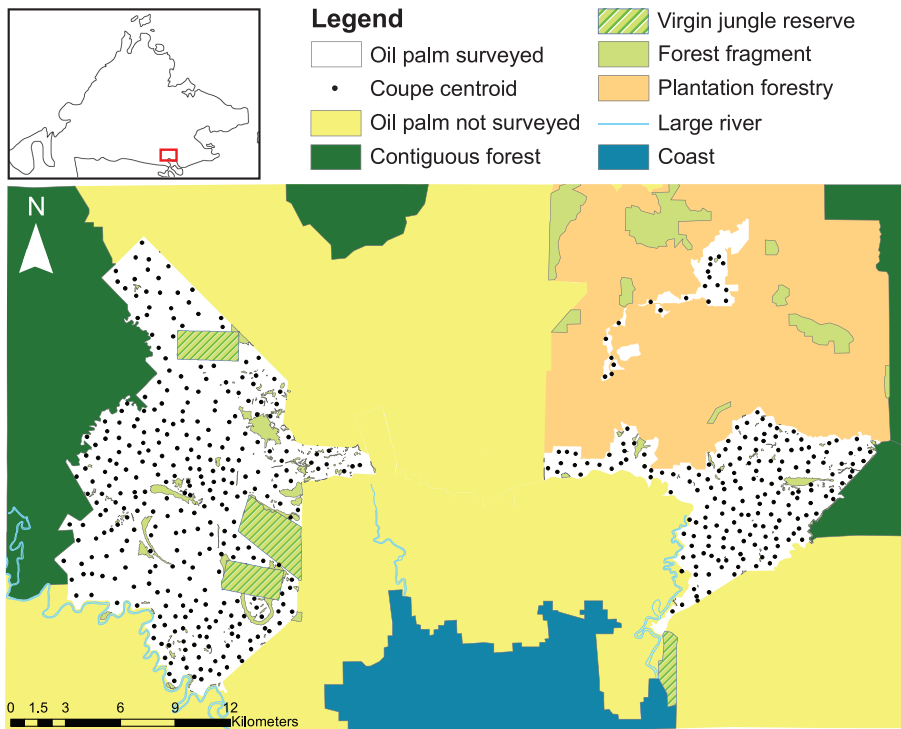 Legend
Oil palm surveyed
Coupe centroid
Oil palm not surveyed
Contiguous forest
Virgin jungle reserve
Forest fragment
Plantation forestry
Large river
Coast
N
0 1.5 3 6 9 12
Kilometers